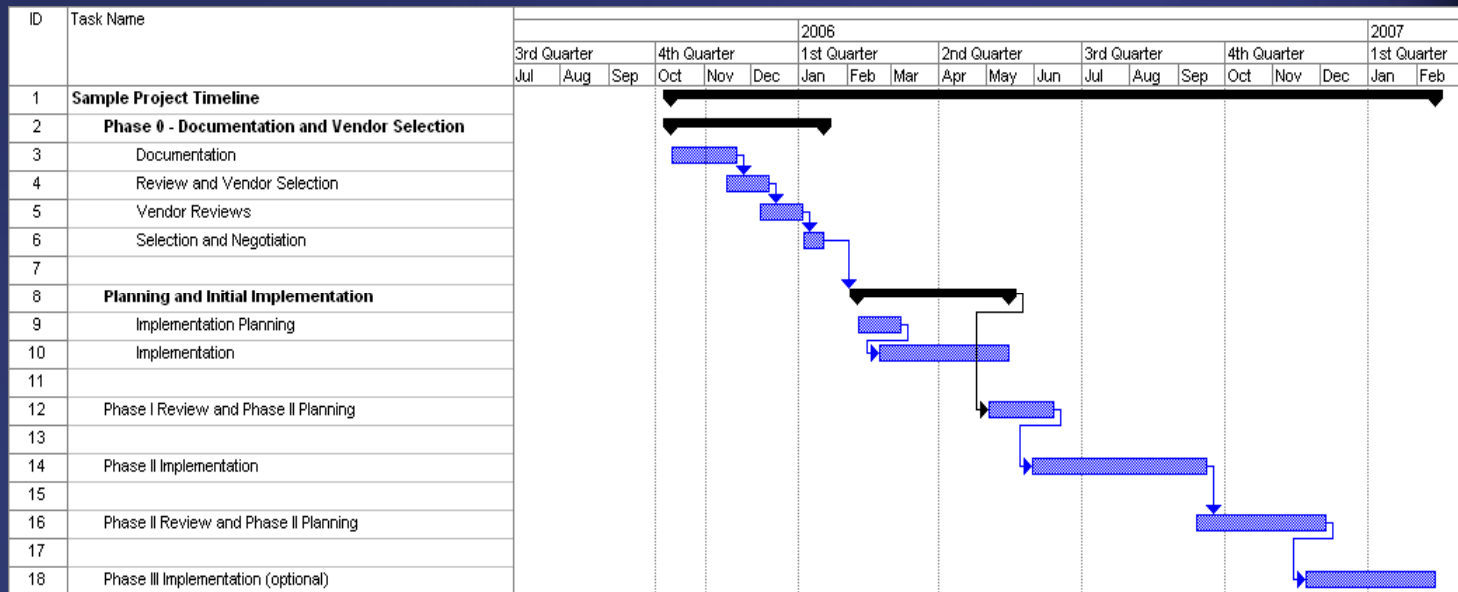 ID Task Name
2006 2007
3rd Quarter 4th Quarter 1st Quarter 2nd Quarter 3rd Quarter 4th Quarter 1st Quarter
Jul Aug Sep Oct Nov Dec Jan Feb Mar Apr May Jun Jul Aug Sep Oct Nov Dec Jan Feb
1 Sample Project Timeline
2 Phase 0 - Documentation and Vendor Selection
3 Documentation
4 Review and Vendor Selection
5 Vendor Reviews
6 Selection and Negotiation
7
8 Planning and Initial Implementation
9 Implementation Planning
10 Implementation
11
12 Phase I Review and Phase II Planning
13
14 Phase II Implementation
15
16 Phase II Review and Phase II Planning
17
18 Phase III Implementation (optional)